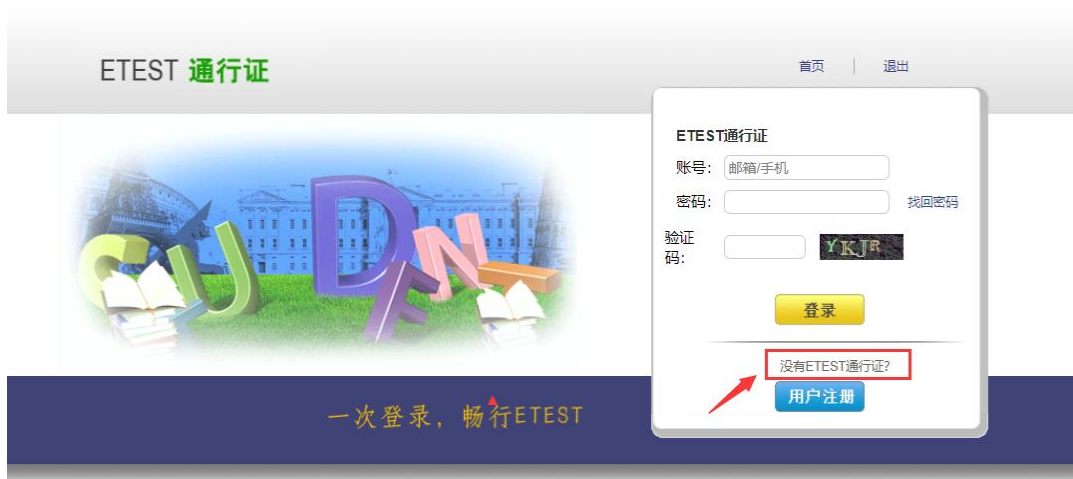 ETEST 通行证
首页 | 退出
ETEST通行证
账号: 邮箱/手机
密码: 找回密码
验证码: YKJR
登录
没有ETEST通行证?
用户注册
一次登录，畅行ETEST
CUDENT